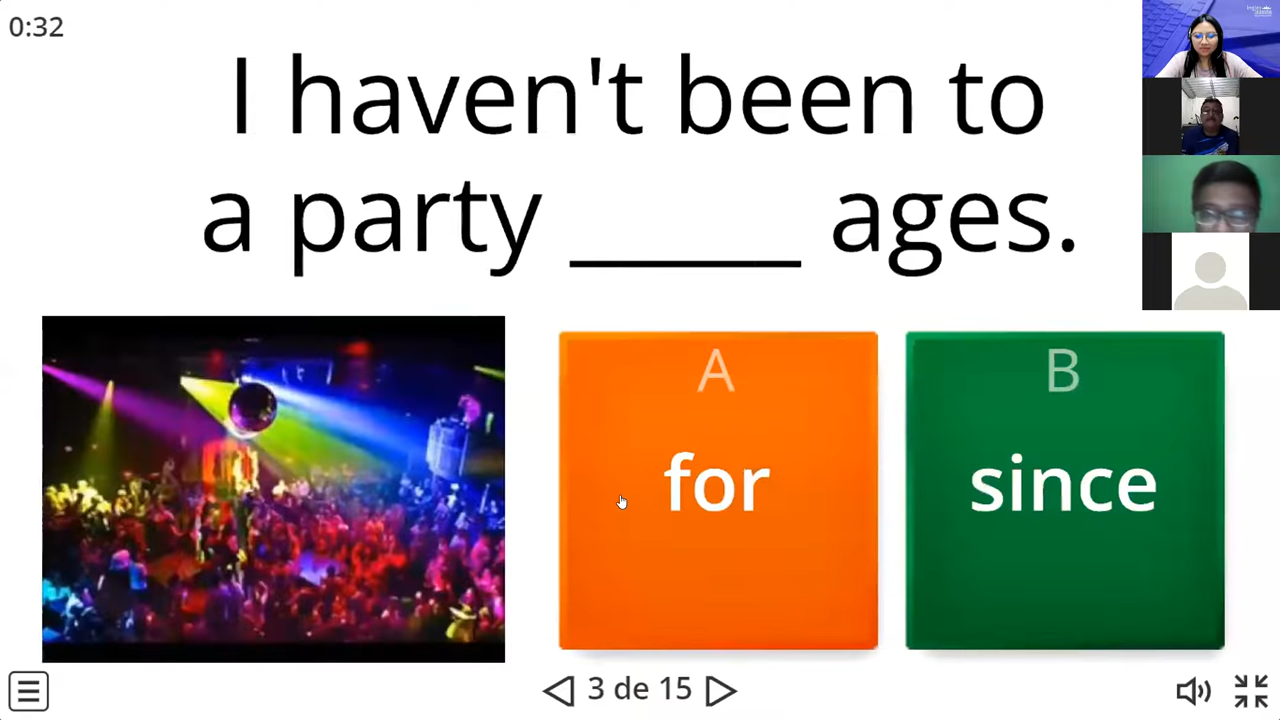 0:32
I haven't been to
a party _____ ages.
A
for
B
since
3 de 15